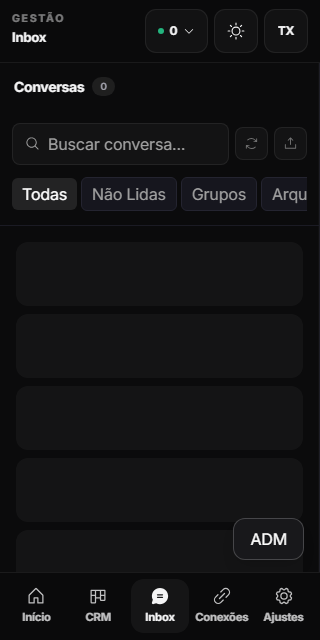 GESTÃO
Inbox
0
TX
Conversas 0
Buscar conversa...
Todas Não Lidas Grupos Arqu
ADM
Início CRM Inbox Conexões Ajustes